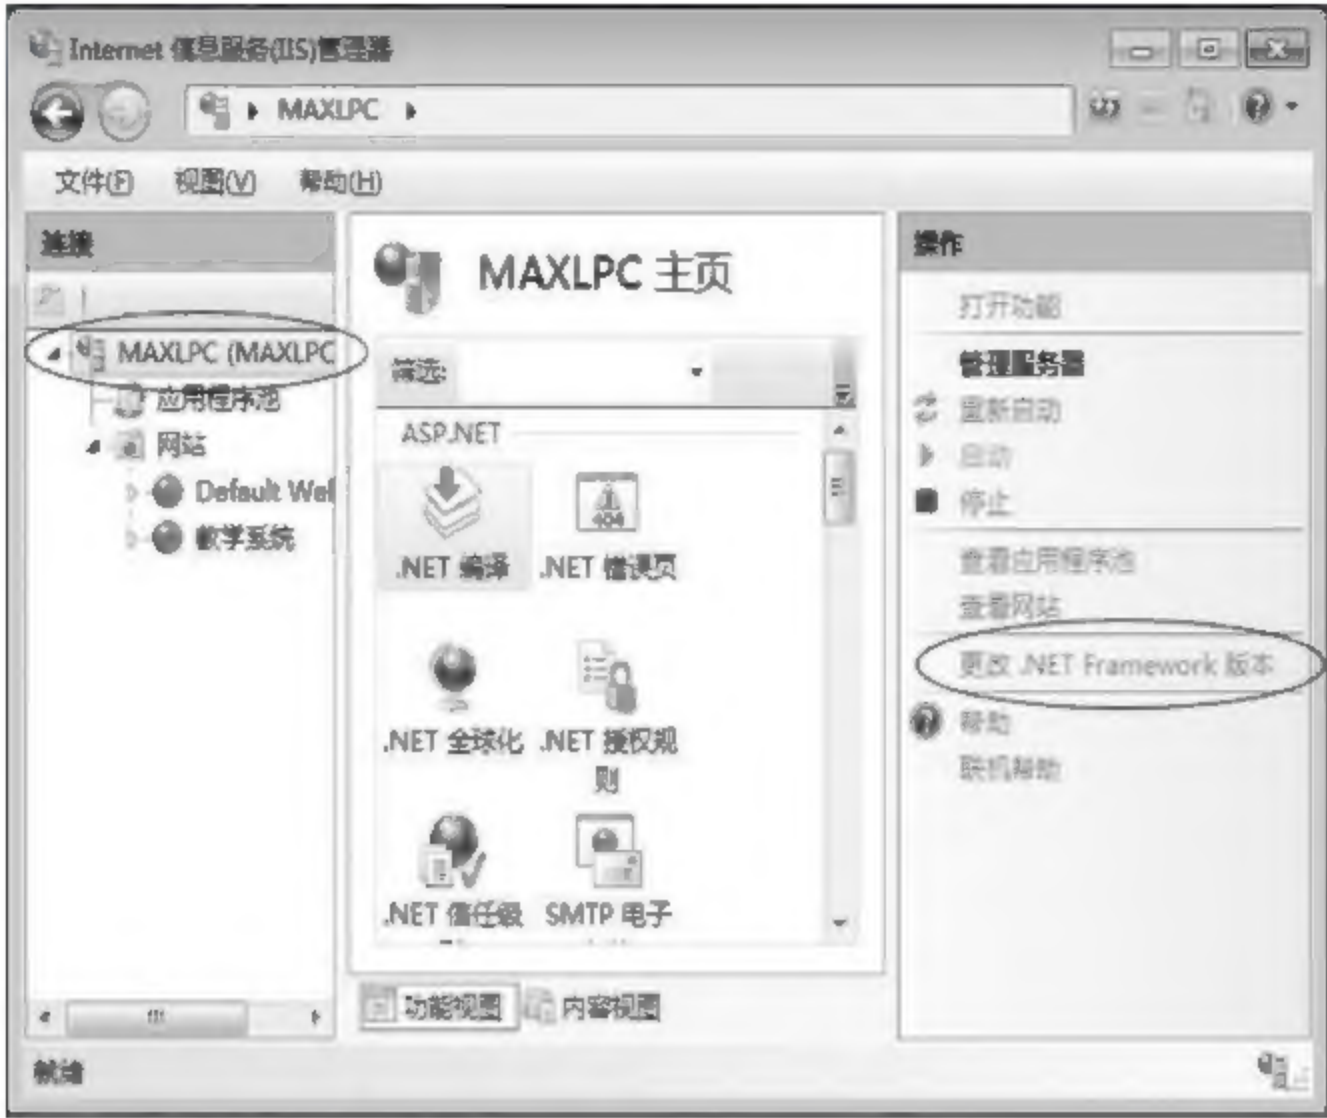 Internet 信息服务(IIS)管理器
MAXLPC
文件(F) 视图(V) 帮助(H)
连接
MAXLPC (MAXLPC
应用程序池
网站
Default Wel
教学系统
MAXLPC 主页
筛选:
ASP.NET
.NET 编译
.NET 错误页
404
.NET 全球化
.NET 授权规
则
.NET 信任级
SMTP 电子
功能视图
内容视图
操作
打开功能
管理服务器
重新启动
启动
停止
查看应用程序池
查看网站
更改 .NET Framework 版本
帮助
联机帮助
就绪